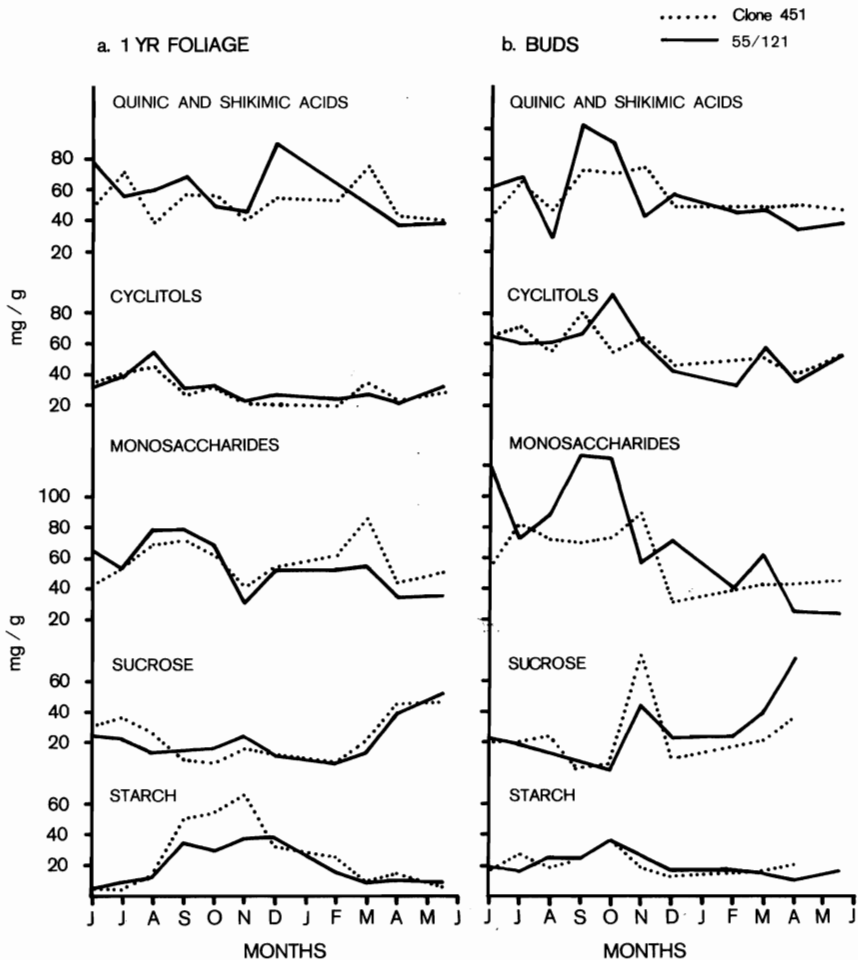 Clone 451
55/121
a. 1 YR FOLIAGE
b. BUDS
QUINIC AND SHIKIMIC ACIDS
80
60
40
20
CYCLITOLS
80
60
40
20
mg / g
MONOSACCHARIDES
100
80
60
40
20
mg / g
SUCROSE
60
40
20
STARCH
60
40
20
J J A S O N D J F M A M J
MONTHS
QUINIC AND SHIKIMIC ACIDS
CYCLITOLS
MONOSACCHARIDES
SUCROSE
STARCH
J J A S O N D J F M A M J
MONTHS